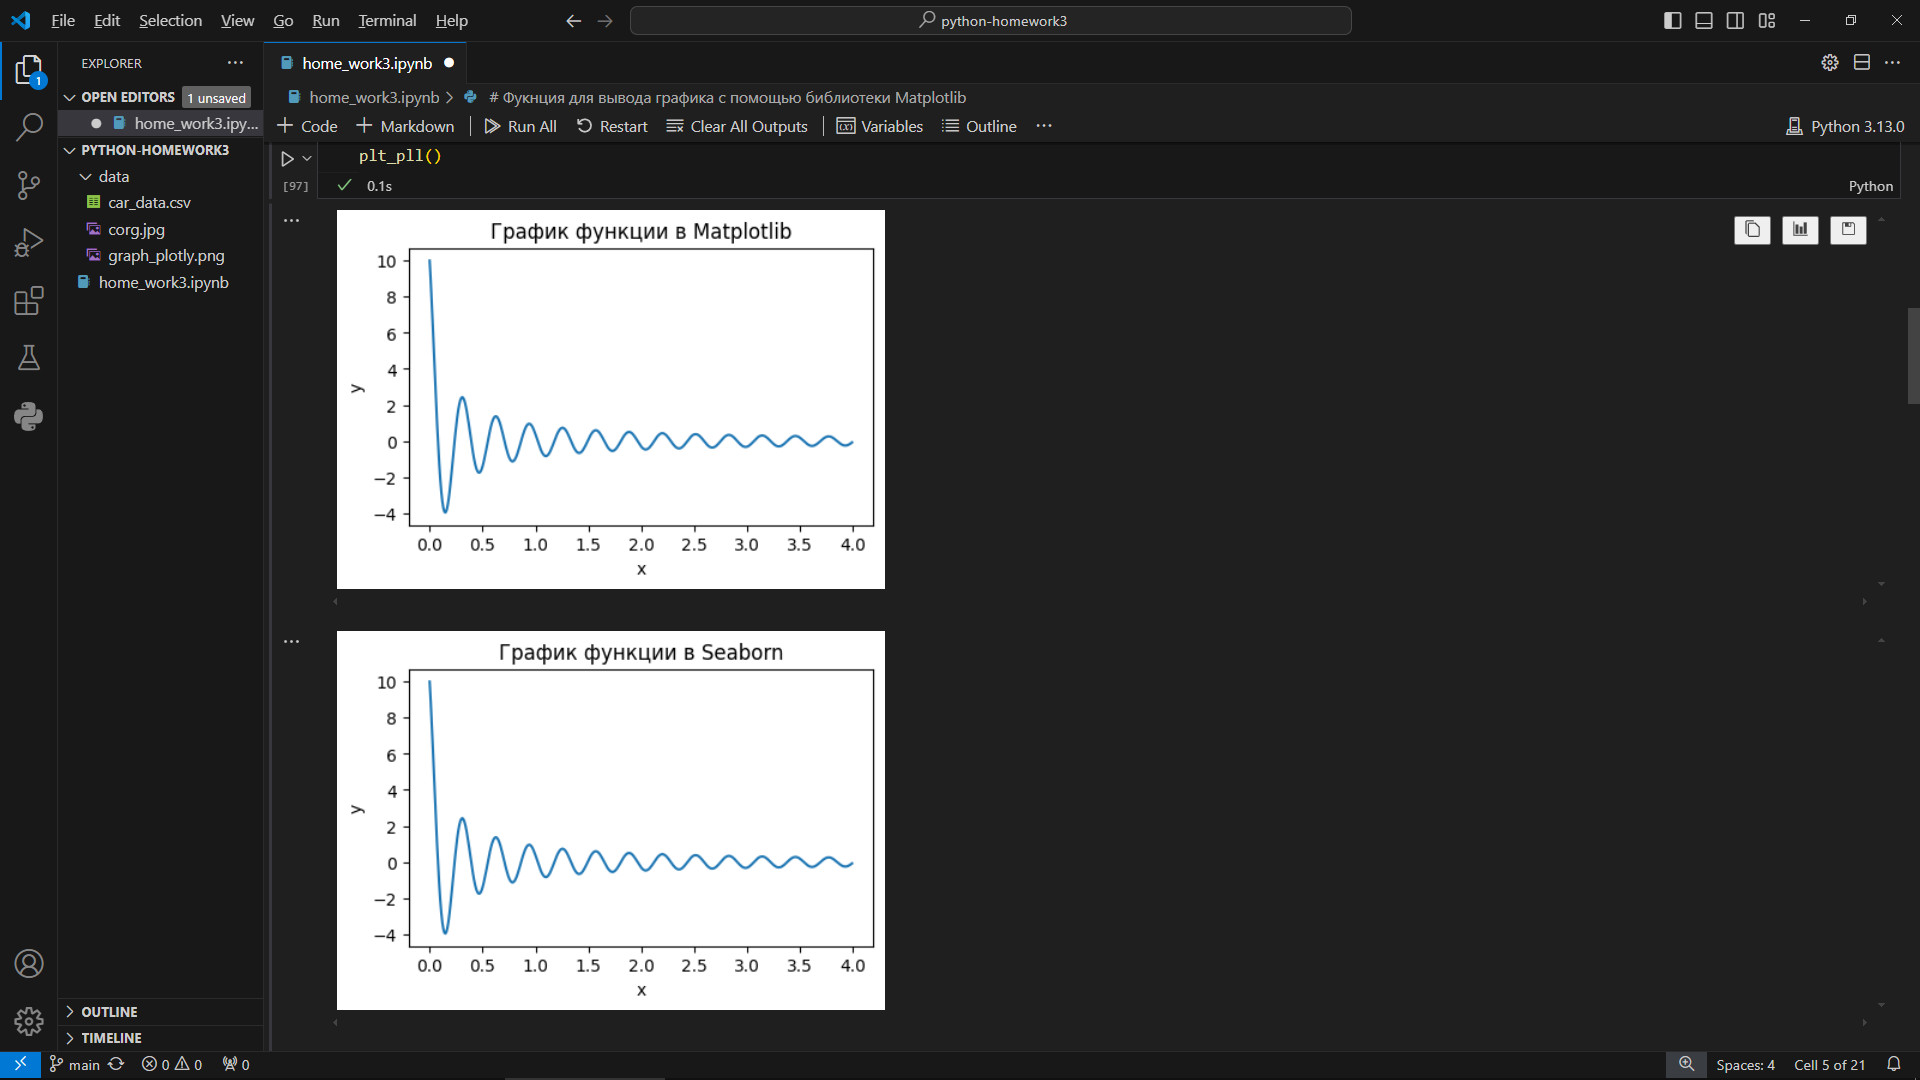 File Edit Selection View Go Run Terminal Help
python-homework3
EXPLORER
OPEN EDITORS 1 unsaved
home_work3.ipy...
PYTHON-HOMEWORK3
data
car_data.csv
corg.jpg
graph_plotly.png
home_work3.ipynb
OUTLINE
TIMELINE
home_work3.ipynb
home_work3.ipynb > # Фукнция для вывода графика с помощью библиотеки Matplotlib
Code Markdown Run All Restart Clear All Outputs Variables Outline ... Python 3.13.0
plt_pll()
[97] 0.1s Python
График функции в Matplotlib
10
8
6
4
2
0
−2
−4
y
0.0 0.5 1.0 1.5 2.0 2.5 3.0 3.5 4.0
x
График функции в Seaborn
10
8
6
4
2
0
−2
−4
y
0.0 0.5 1.0 1.5 2.0 2.5 3.0 3.5 4.0
x
1
main 0 0 0 Spaces: 4 Cell 5 of 21